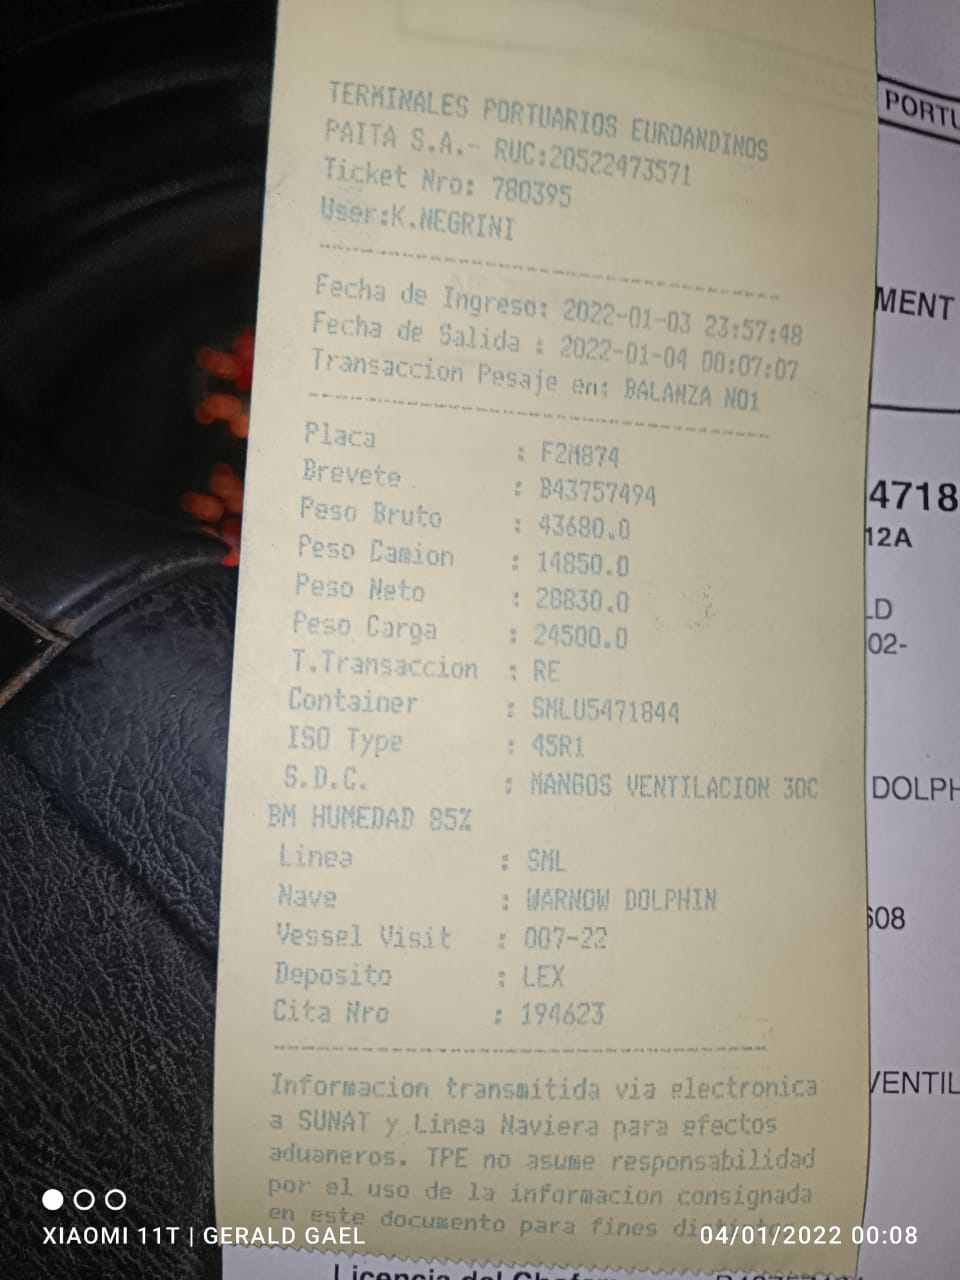 TERMINALES PORTUARIOS EUROANDINOS
PAITA S.A.- RUC:20522473571
Ticket Nro: 780395
User:K.NEGRINI
Fecha de Ingreso: 2022-01-03 23:57:48
Fecha de Salida : 2022-01-04 00:07:07
Transaccion Pesaje en: BALANZA NO1
Placa : F2M874
Brevete : B43757494
Peso Bruto : 43680.0
Peso Camion : 14850.0
Peso Neto : 28830.0
Peso Carga : 24500.0
T.Transaccion : RE
Container : SMLU5471844
ISO Type : 45R1
S.D.C. : MANGOS VENTILACION 30C
BM HUMEDAD 85%
Linea : SML
Nave : WARNOW DOLPHIN
Vessel Visit : 007-22
Deposito : LEX
Cita Nro : 194623
Informacion transmitida via electronica
a SUNAT y Linea Naviera para efectos
aduaneros. TPE no asume responsabilidad
por el uso de la informacion consignada
en este documento para fines
PORTU
MENT
4718
12A
LD
02-
DOLPH
608
VENTIL
XIAOMI 11T | GERALD GAEL
04/01/2022 00:08